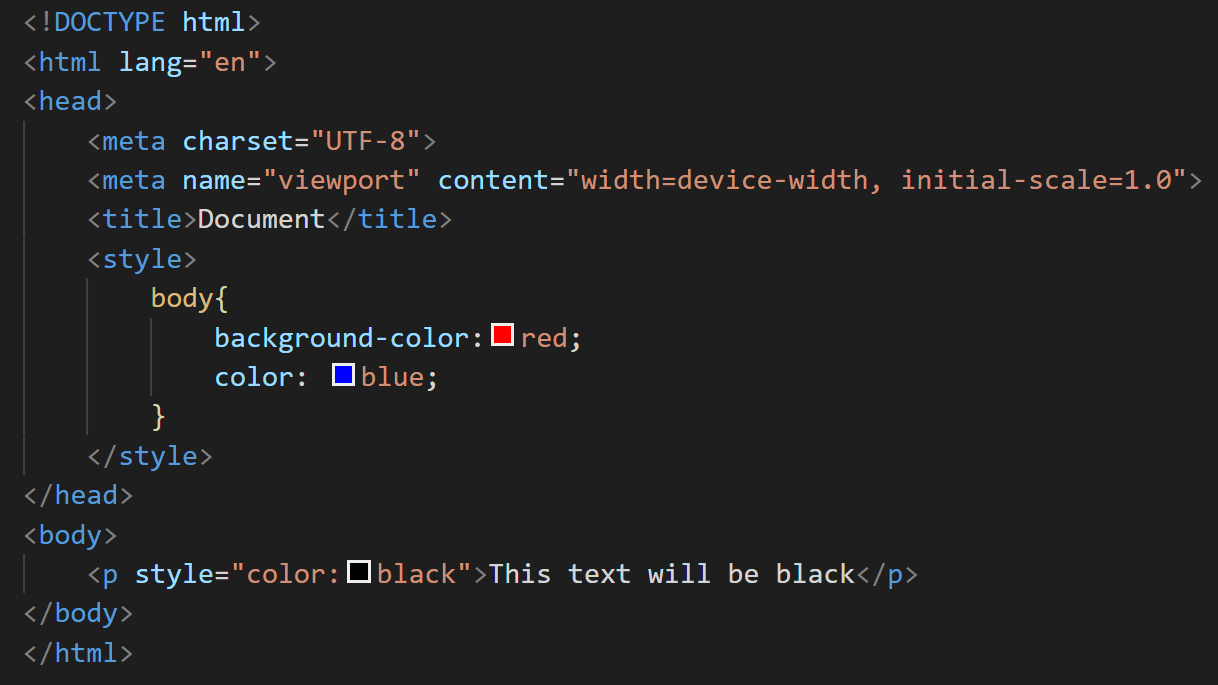 <!DOCTYPE html>
<html lang="en">
<head>
    <meta charset="UTF-8">
    <meta name="viewport" content="width=device-width, initial-scale=1.0">
    <title>Document</title>
    <style>
        body{
            background-color:red;
            color: blue;
        }
    </style>
</head>
<body>
    <p style="color:black">This text will be black</p>
</body>
</html>